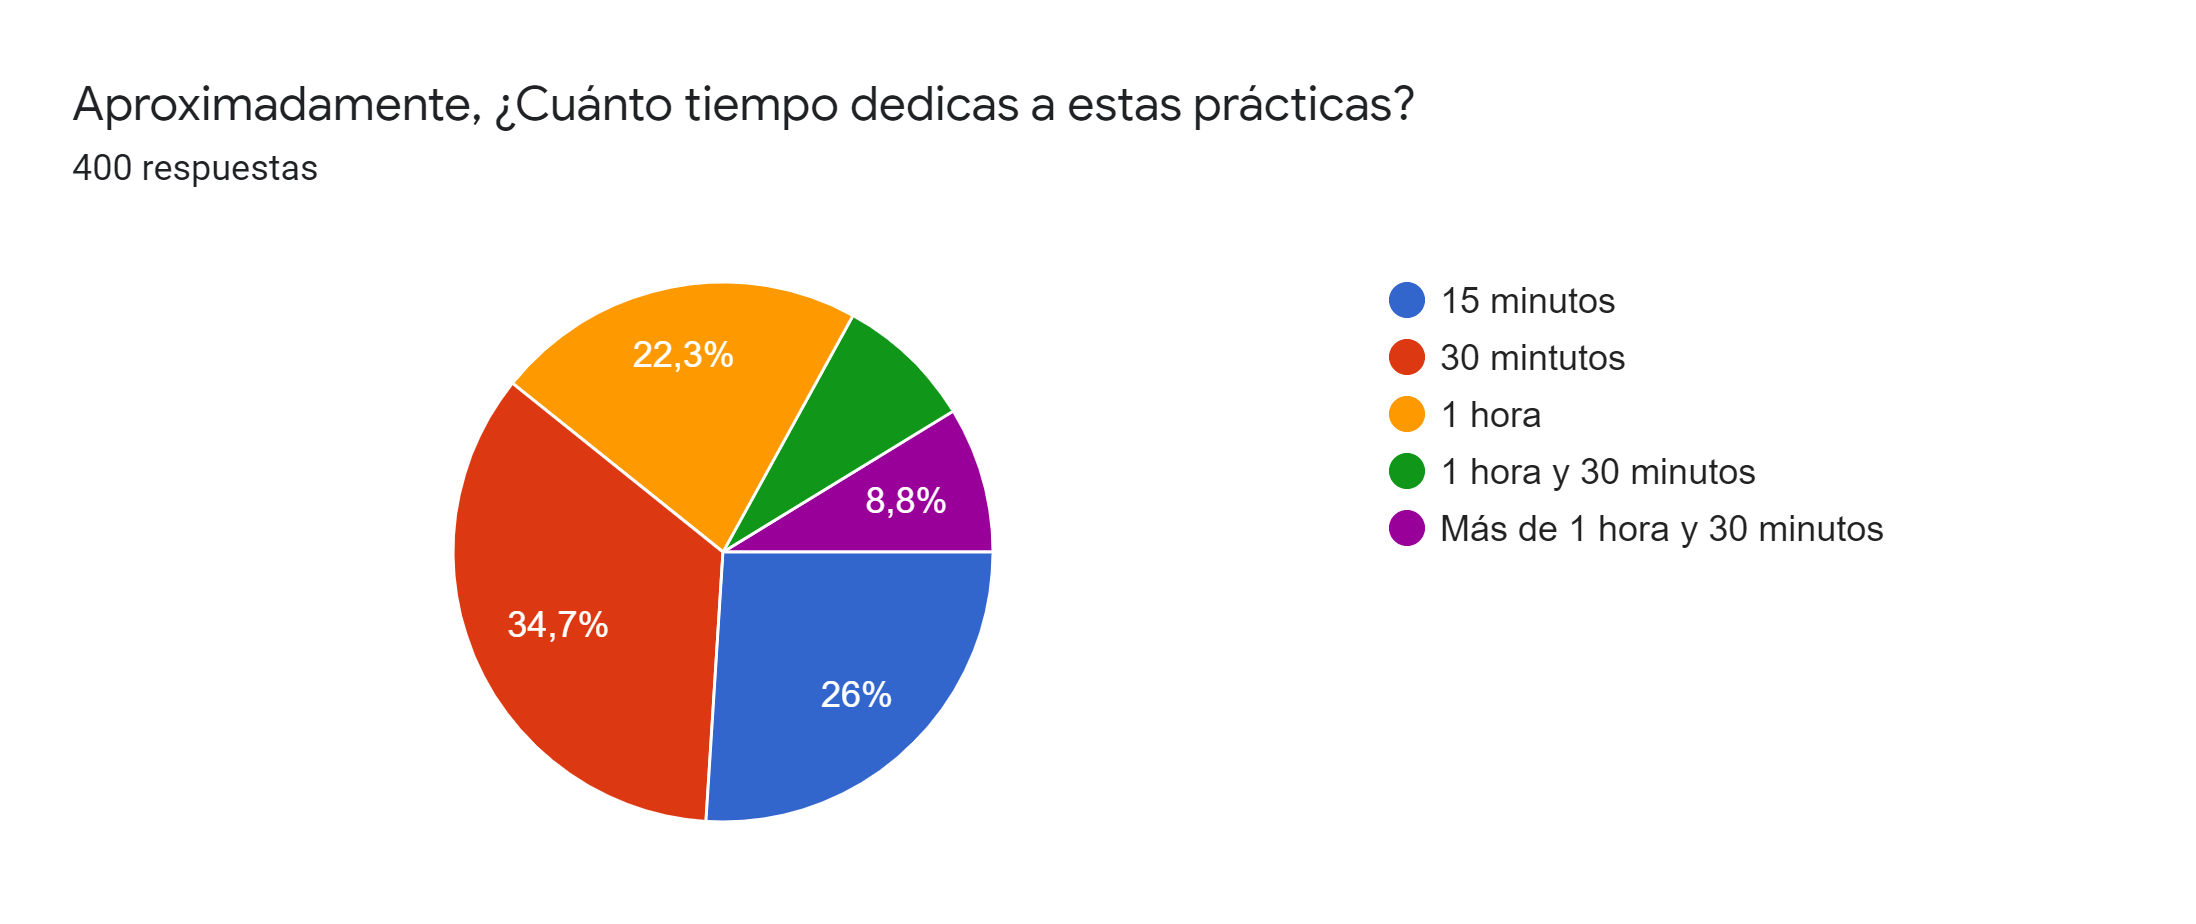 Aproximadamente, ¿Cuánto tiempo dedicas a estas prácticas?
400 respuestas
22,3%
8,8%
34,7%
26%
15 minutos
30 mintutos
1 hora
1 hora y 30 minutos
Más de 1 hora y 30 minutos